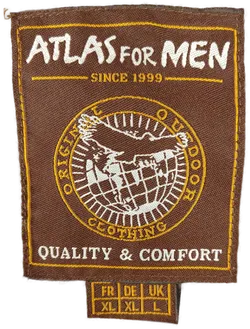 ATLAS FOR MEN
SINCE 1999
ORIGINAL OUTDOOR
CLOTHING
QUALITY & COMFORT
FR DE UK
XL XL L